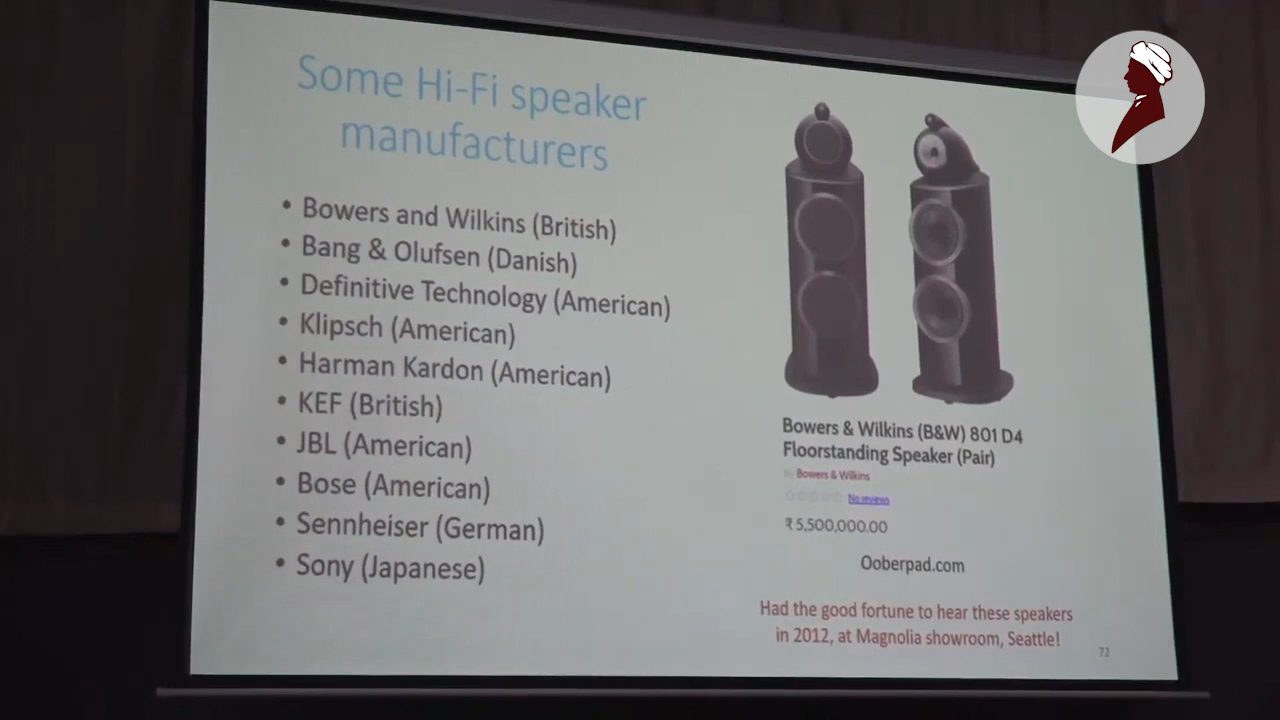 Some Hi-Fi speaker
manufacturers
• Bowers and Wilkins (British)
• Bang & Olufsen (Danish)
• Definitive Technology (American)
• Klipsch (American)
• Harman Kardon (American)
• KEF (British)
• JBL (American)
• Bose (American)
• Sennheiser (German)
• Sony (Japanese)
Bowers & Wilkins (B&W) 801 D4
Floorstanding Speaker (Pair)
By Bowers & Wilkins
No reviews
₹ 5,500,000.00
Ooberpad.com
Had the good fortune to hear these speakers
in 2012, at Magnolia showroom, Seattle!
72